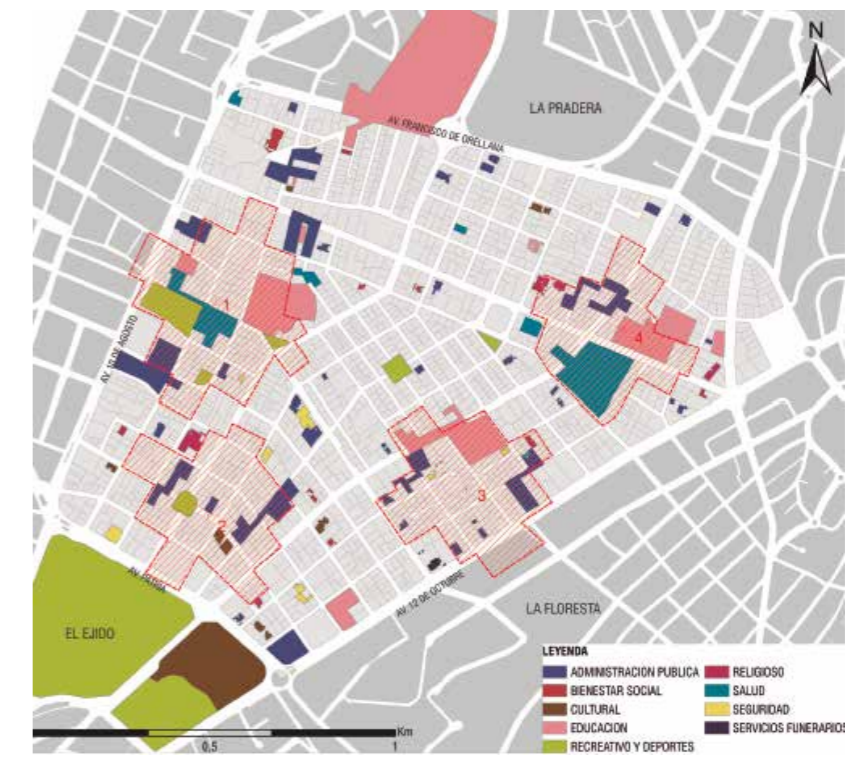 N
LA PRADERA
AV. FRANCISCO DE ORELLANA
1
4
AV. 10 DE AGOSTO
3
2
AV. PATRIA
AV. 12 DE OCTUBRE
LA FLORESTA
EL EJIDO
LEYENDA
ADMINISTRACION PUBLICA
BIENESTAR SOCIAL
CULTURAL
EDUCACION
RECREATIVO Y DEPORTES
RELIGIOSO
SALUD
SEGURIDAD
SERVICIOS FUNERARIOS
Km
0,5
1